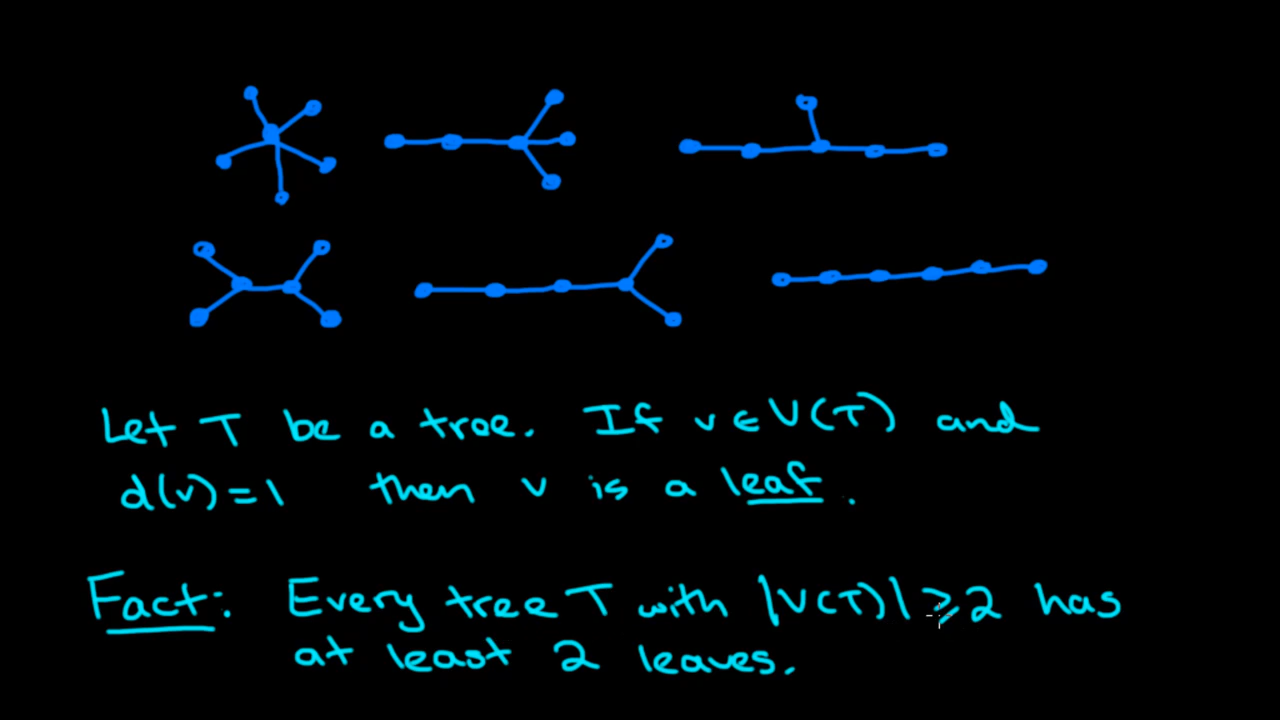 Let T be a tree. If v ∈ V(T) and
d(v)=1 then v is a leaf.
Fact: Every tree T with |V(T)| ≥ 2 has
at least 2 leaves.